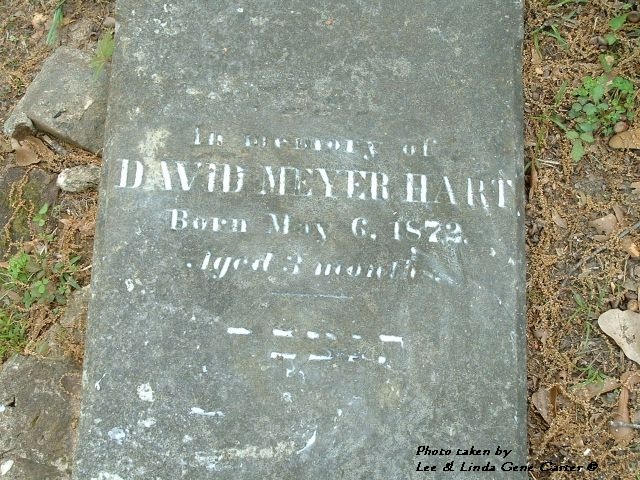 In memory of
DAVID MEYER HART
Born May 6, 1872.
Aged 3 months.
Photo taken by
Lee & Linda Gene Carter ©